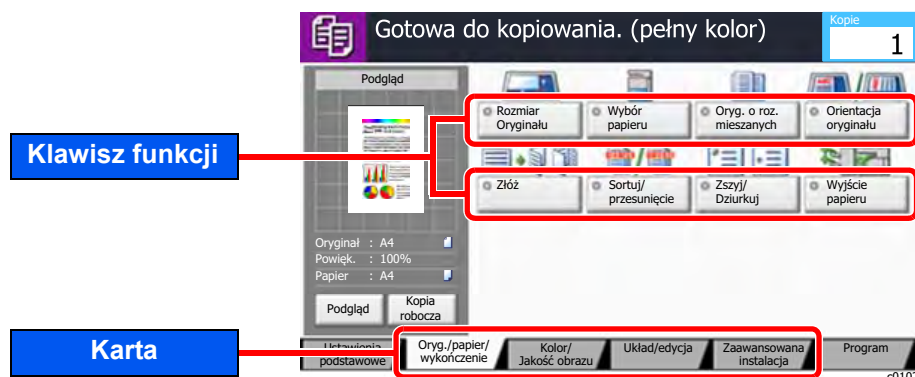 Gotowa do kopiowania. (pełny kolor)
Kopie
1
Podgląd
Rozmiar
Oryginału
Wybór
papieru
Oryg. o roz.
mieszanych
Orientacja
oryginału
Klawisz funkcji
Złóż
Sortuj/
przesunięcie
Zszyj/
Dziurkuj
Wyjście
papieru
Oryginał : A4
Powięk. : 100%
Papier : A4
Podgląd
Kopia
robocza
Karta
Ustawienia
podstawowe
Oryg./papier/
wykończenie
Kolor/
Jakość obrazu
Układ/edycja
Zaawansowana
instalacja
Program